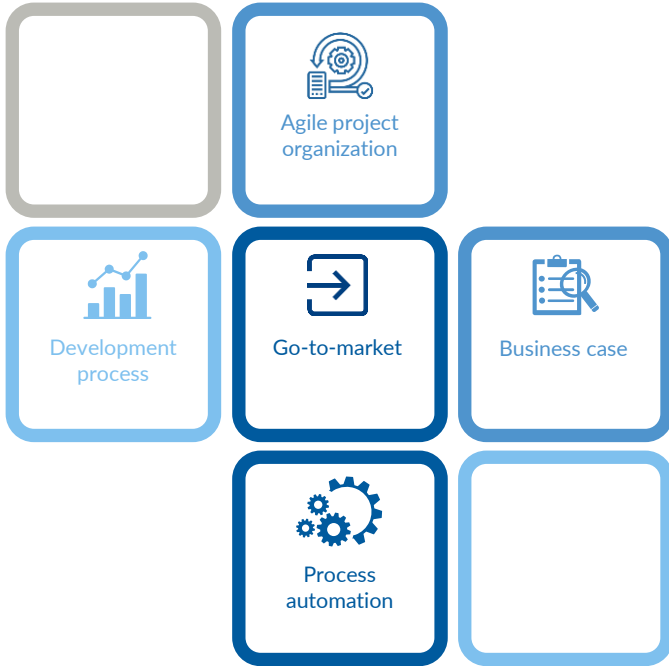 Agile project
organization
Development
process
Go-to-market
Business case
Process
automation